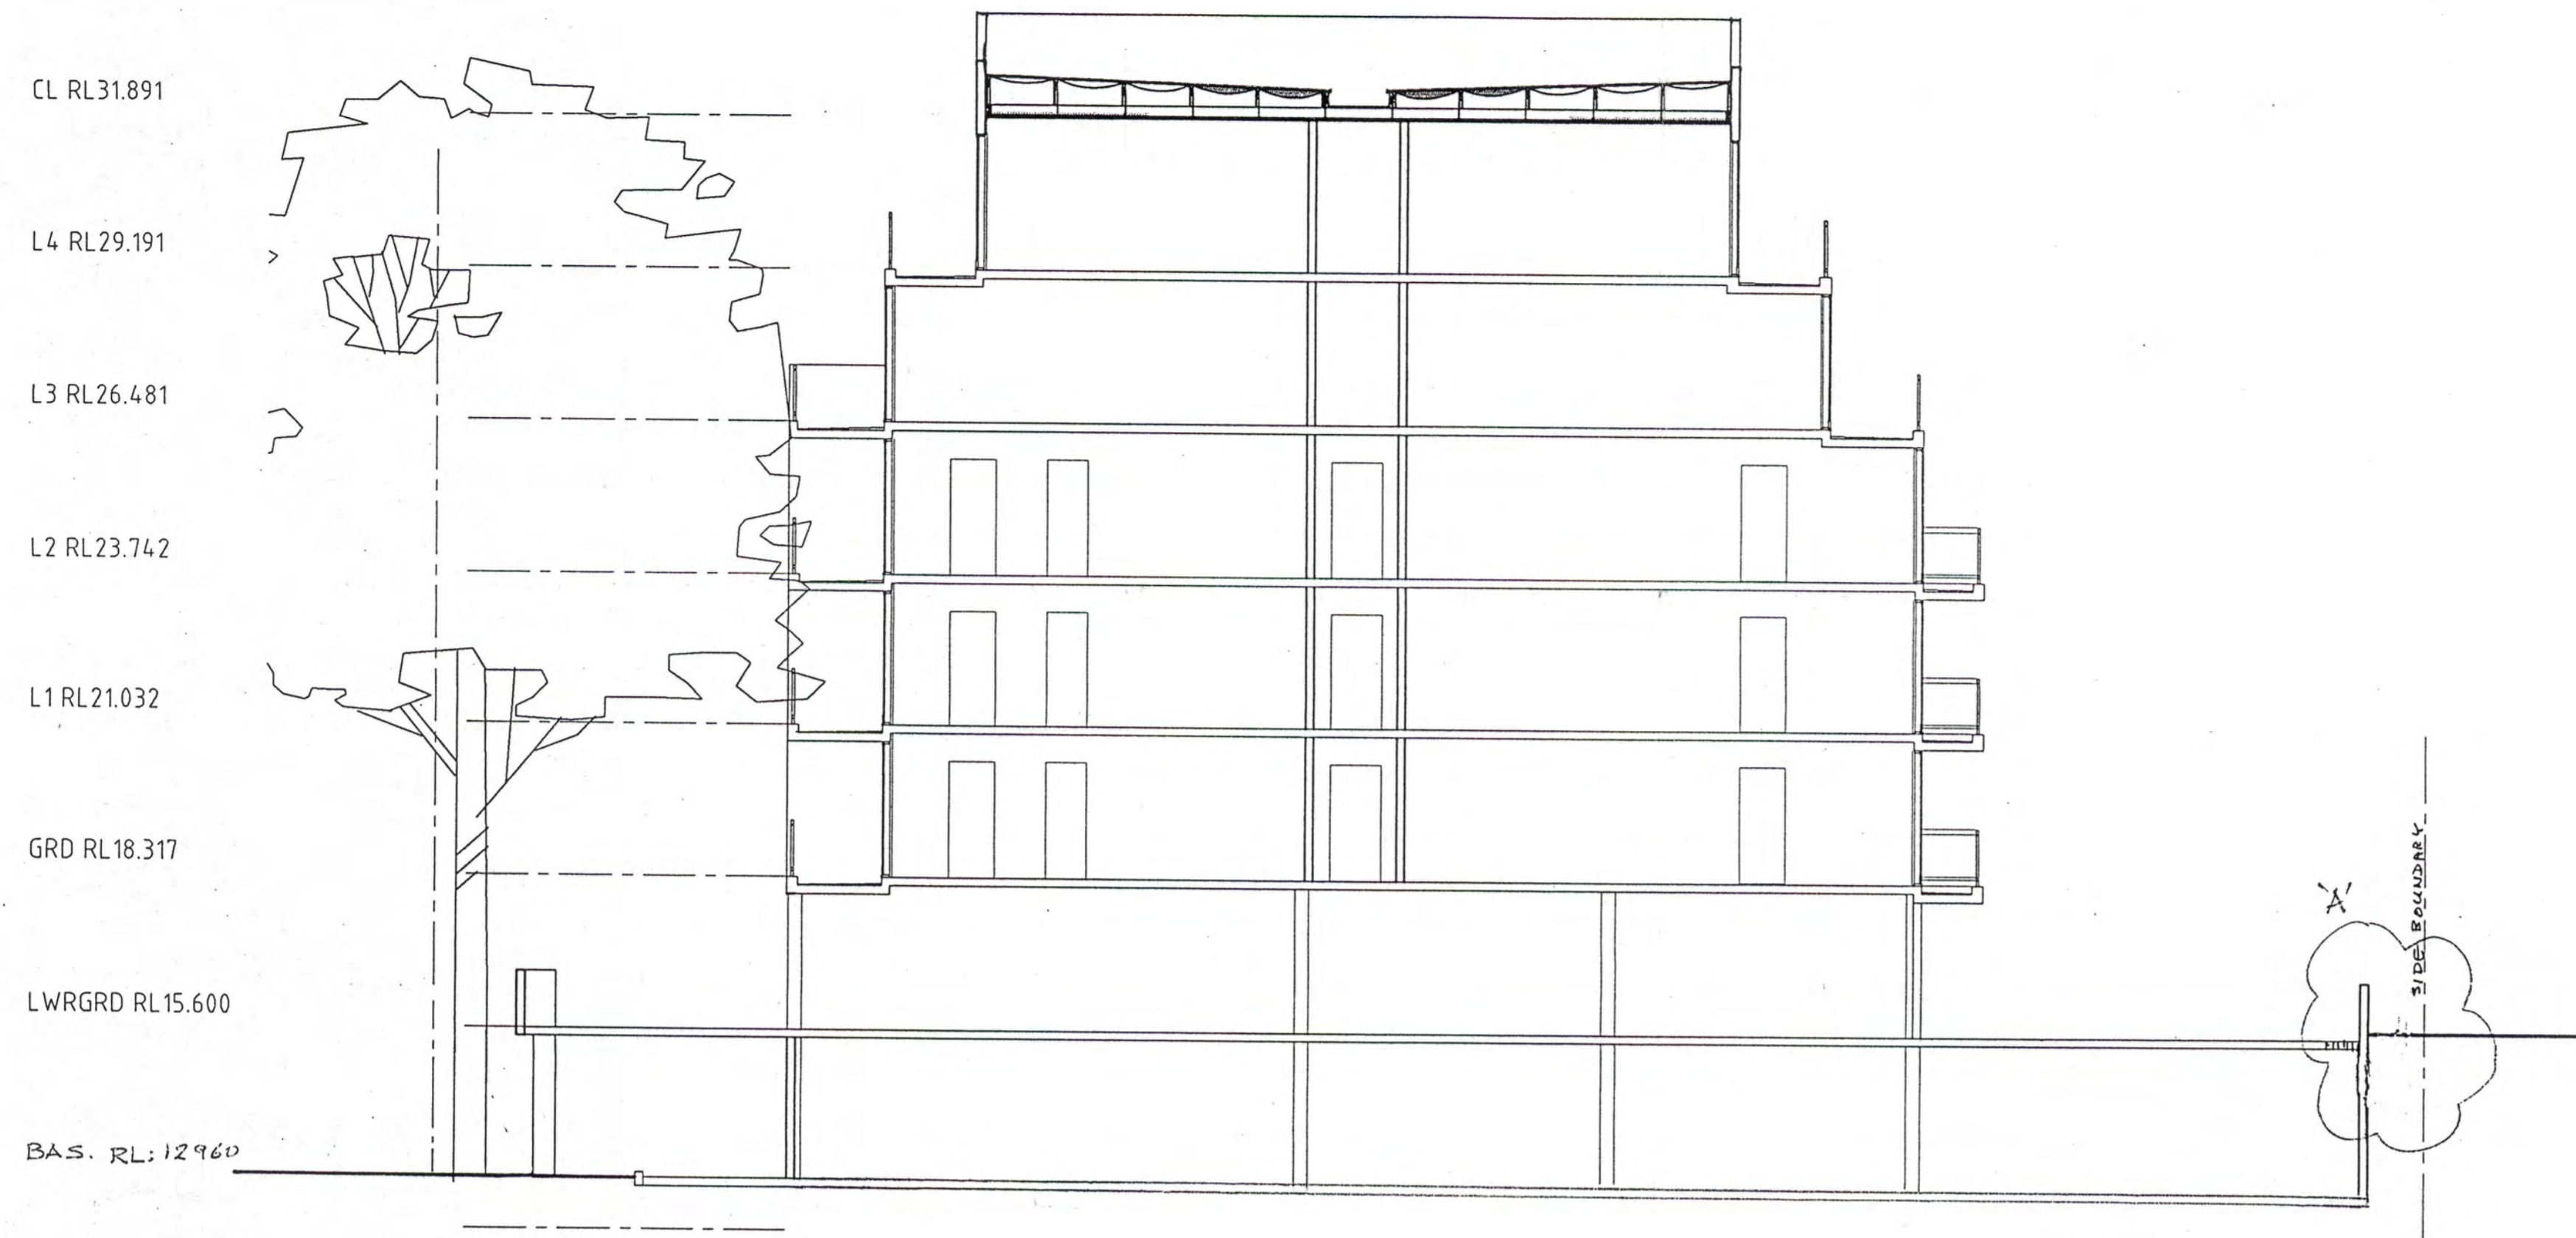 CL RL31.891
L4 RL29.191
L3 RL26.481
L2 RL23.742
L1 RL21.032
GRD RL18.317
LWRGRD RL15.600
BAS. RL: 12960
'A'
SIDE BOUNDARY